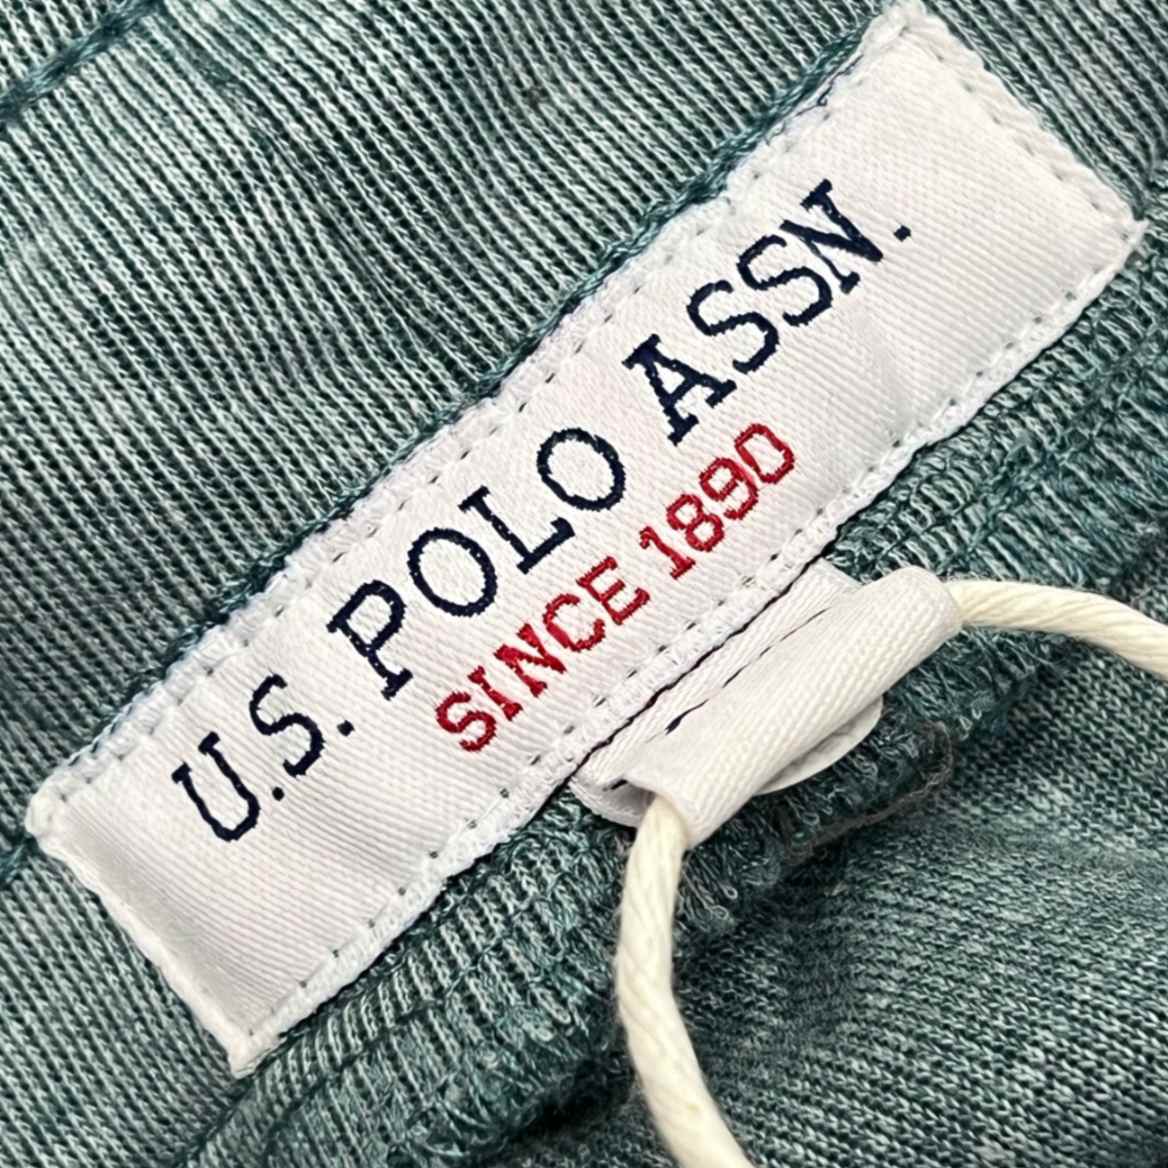 U.S. POLO ASSN.
SINCE 1890